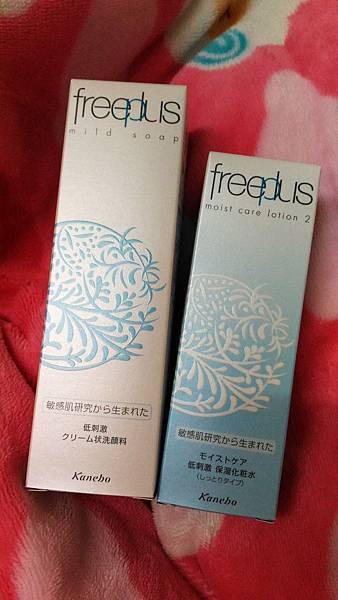 freeplus
mild soap
敏感肌研究から生まれた
低刺激
クリーム状洗顔料
Kanebo
freeplus
moist care lotion 2
敏感肌研究から生まれた
モイストケア
低刺激 保湿化粧水
(しっとりタイプ)
Kanebo